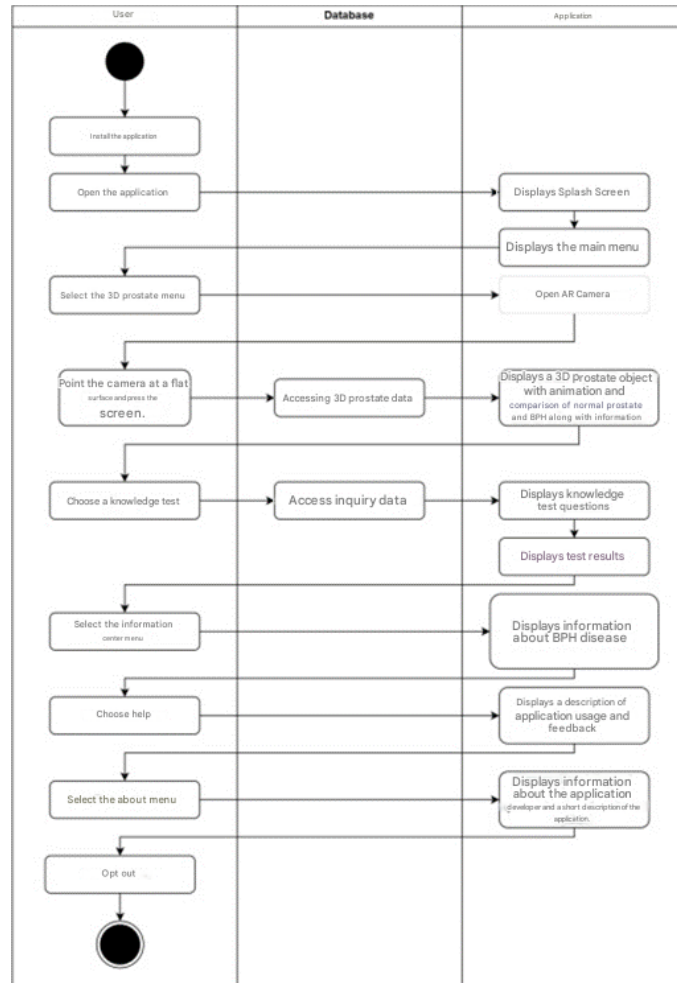 User
Database
Application
Install the application
Open the application
Displays Splash Screen
Displays the main menu
Select the 3D prostate menu
Open AR Camera
Point the camera at a flat
surface and press the
screen.
Accessing 3D prostate data
Displays a 3D prostate object
with animation and
comparison of normal prostate
and BPH along with information
Choose a knowledge test
Access inquiry data
Displays knowledge
test questions
Displays test results
Select the information
center menu
Displays information
about BPH disease
Choose help
Displays a description of
application usage and
feedback
Select the about menu
Displays information
about the application
developer and a short description of the
application.
Opt out